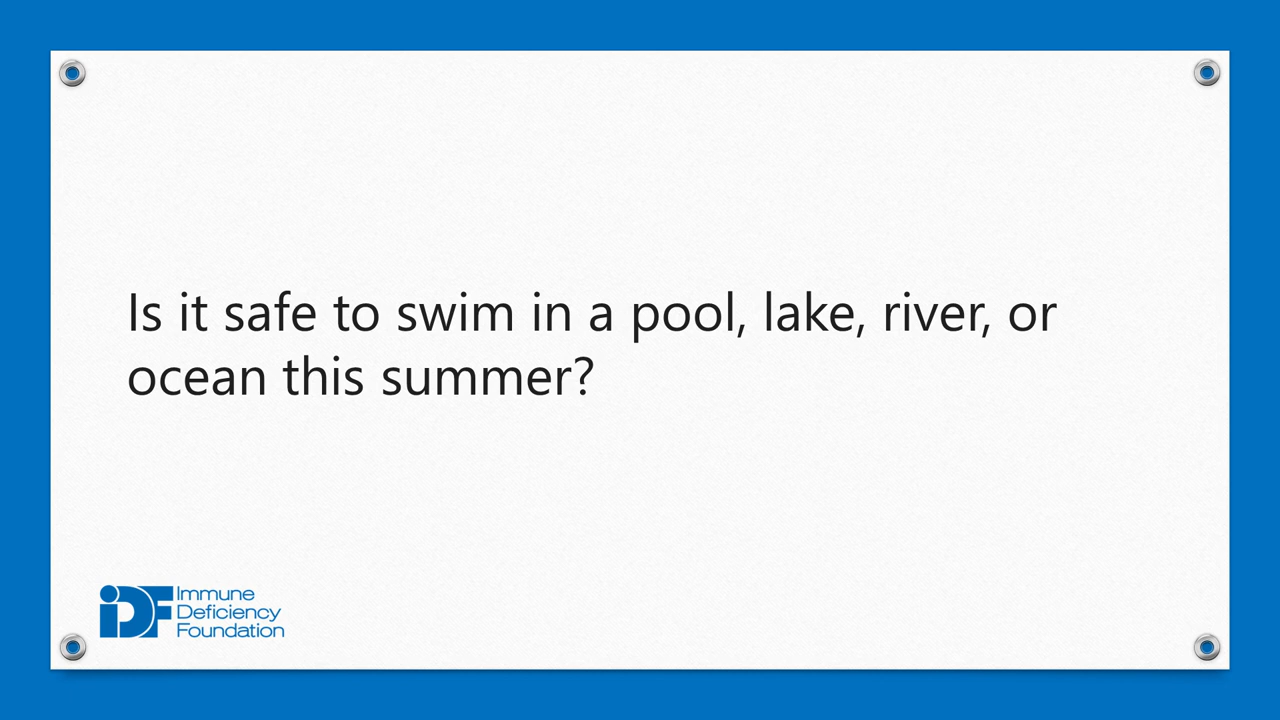 Is it safe to swim in a pool, lake, river, or
ocean this summer?
IDF Immune
Deficiency
Foundation